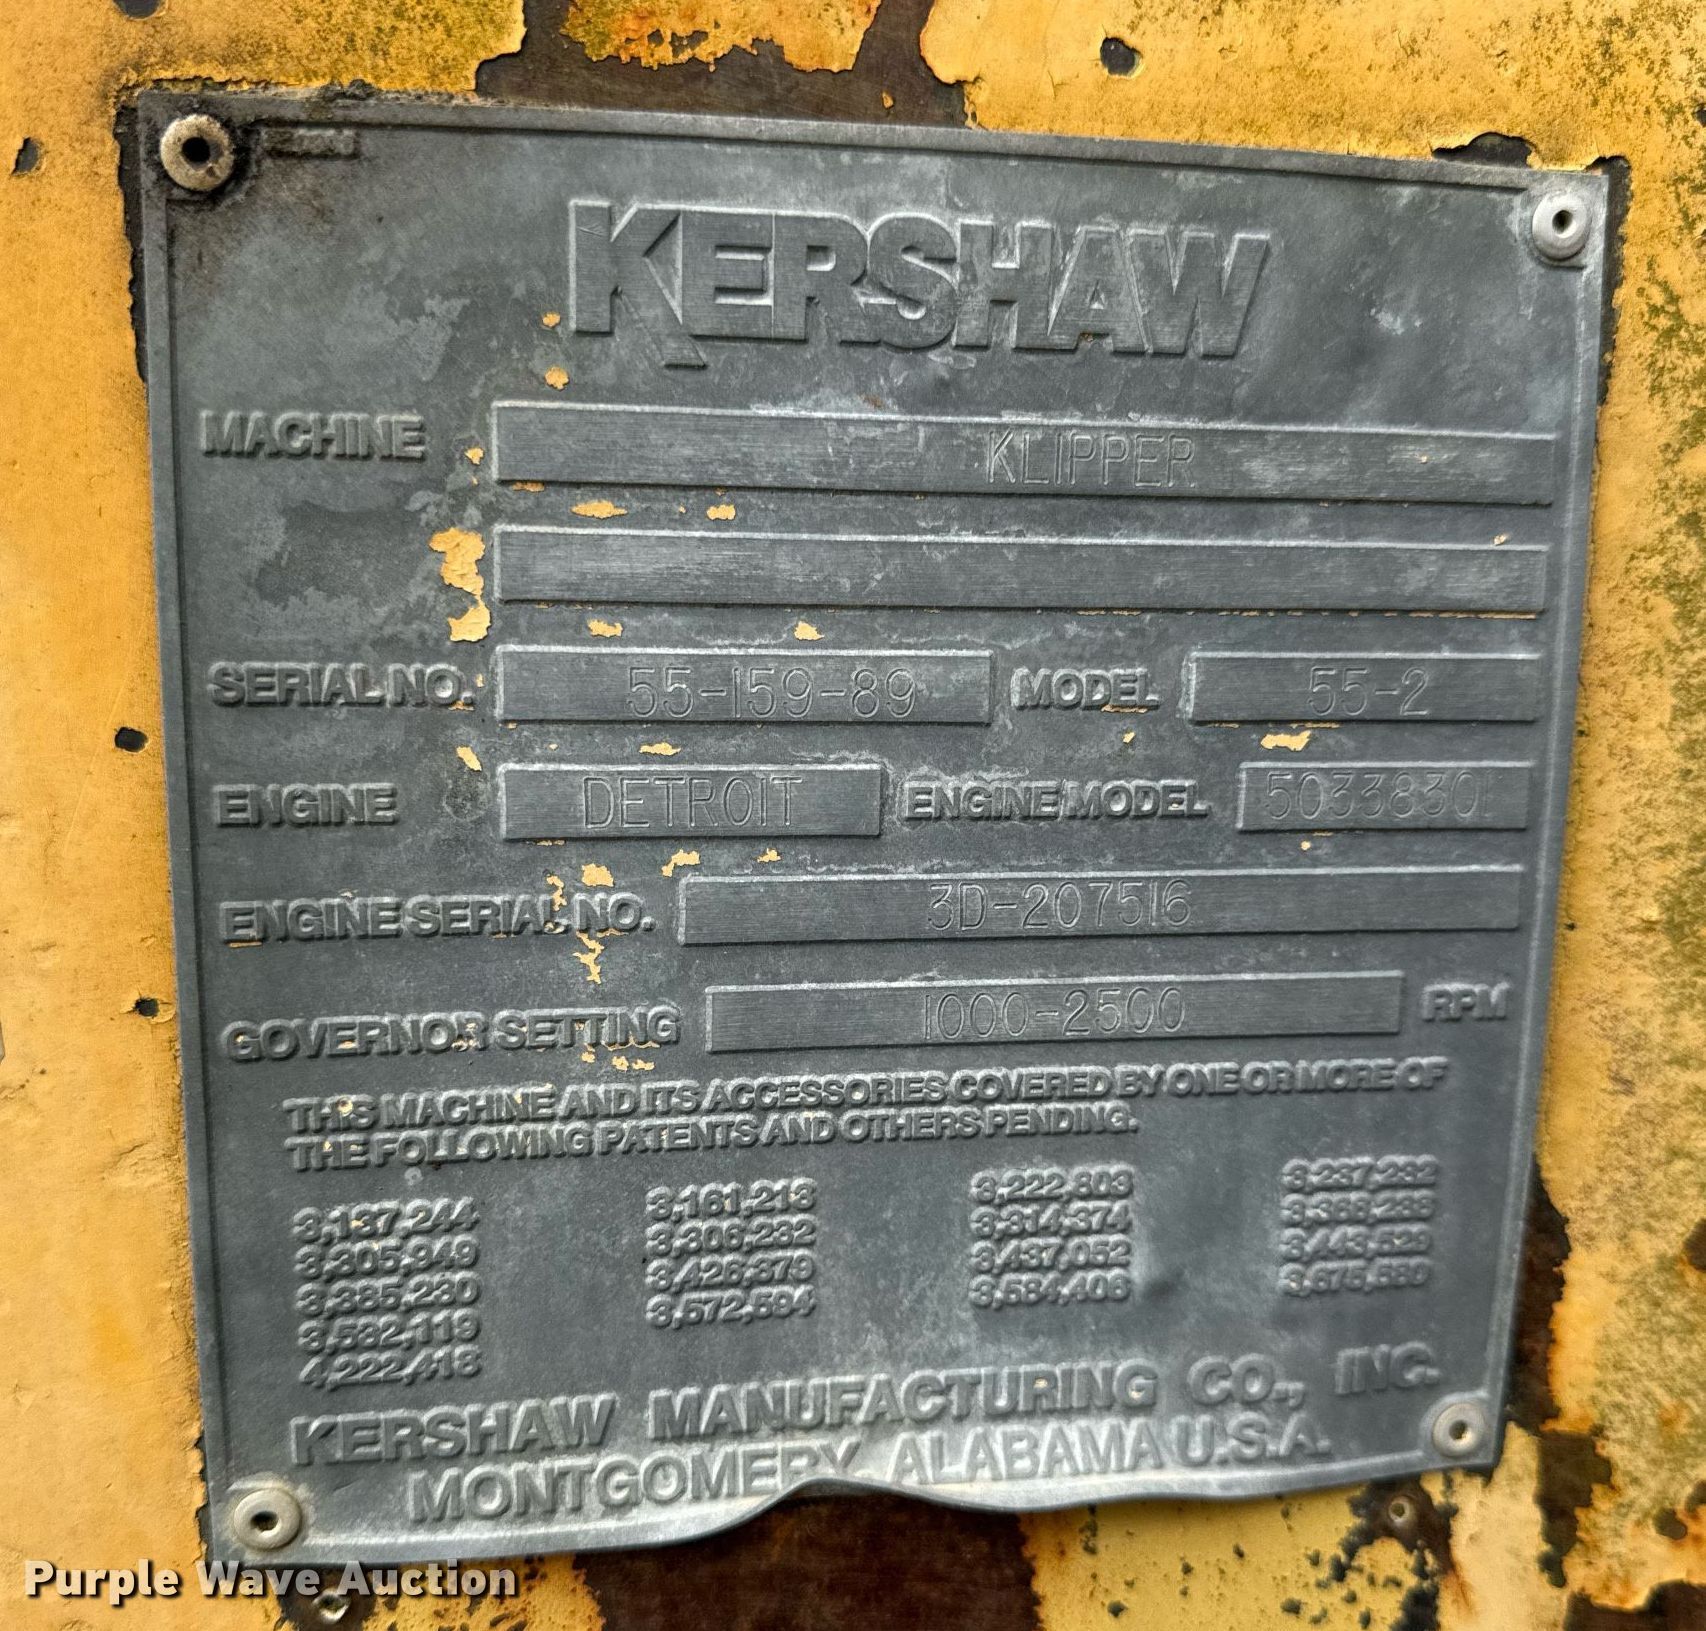 KERSHAW
MACHINE KLIPPER
SERIAL NO. 55-159-89 MODEL 55-2
ENGINE DETROIT ENGINE MODEL 50338301
ENGINE SERIAL NO. 3D-207516
GOVERNOR SETTING 1000-2500 RPM
THIS MACHINE AND ITS ACCESSORIES COVERED BY ONE OR MORE OF
THE FOLLOWING PATENTS AND OTHERS PENDING.
3,137,244 3,161,213 3,222,803 3,237,232
3,305,949 3,306,232 3,314,374
3,385,230 3,426,379 3,437,052 3,443,529
3,532,119 3,572,594 3,584,406
4,222,418
KERSHAW MANUFACTURING CO., INC.
MONTGOMERY, ALABAMA U.S.A.
Purple Wave Auction